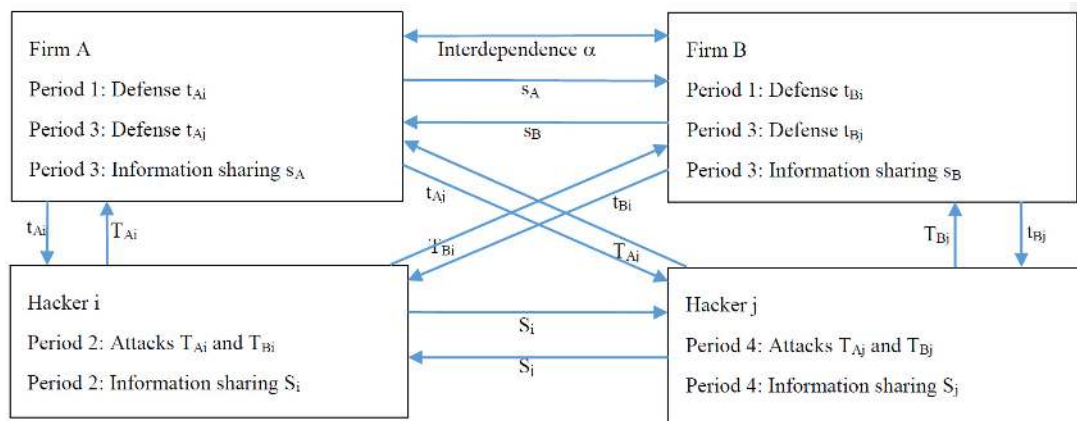 Firm A
Period 1: Defense tAi
Period 3: Defense tAj
Period 3: Information sharing sA
Interdependence α
sA
sB
Firm B
Period 1: Defense tBi
Period 3: Defense tBj
Period 3: Information sharing sB
tAi
TAi
tAj
TBi
tBi
TAj
TBj
tBj
Hacker i
Period 2: Attacks TAi and TBi
Period 2: Information sharing Si
Si
Sj
Hacker j
Period 4: Attacks TAj and TBj
Period 4: Information sharing Sj